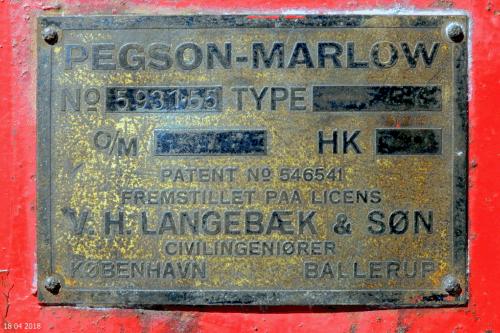 PEGSON-MARLOW
No 593155 TYPE
O/M HK
PATENT No 546541
FREMSTILLET PAA LICENS
V. H. LANGEBÆK & SØN
CIVILINGENIØRER
KØBENHAVN BALLERUP
18 04 2018